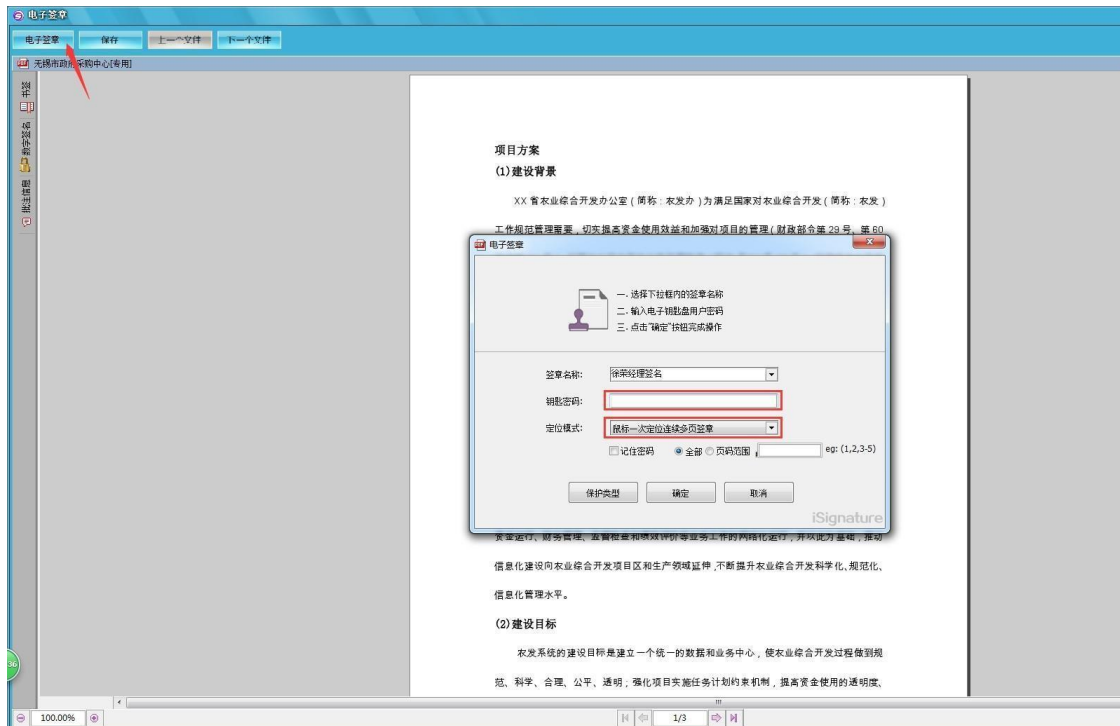 电子签章
电子签章 保存 上一个文件 下一个文件
无锡市政府采购中心[专用]
书签
数字签名
批注信息
项目方案
(1)建设背景
XX 省农业综合开发办公室(简称:农发办)为满足国家对农业综合开发(简称:农发)
工作规范管理需要,切实提高资金使用效益和加强对项目的管理(财政部令第 29 号、第 60
电子签章
一. 选择下拉框内的签章名称
二. 输入电子钥匙盘用户密码
三. 点击"确定"按钮完成操作
签章名称: 徐荣经理签名
钥匙密码:
定位模式: 鼠标一次定位连续多页签章
记住密码 全部 页码范围 eg: (1,2,3-5)
保护类型 确定 取消
iSignature
资金运行、财务管理、监督检查和绩效评价等业务工作的网络化运行,并以此为基础,推动
信息化建设向农业综合开发项目区和生产领域延伸,不断提升农业综合开发科学化、规范化、
信息化管理水平。
(2)建设目标
农发系统的建设目标是建立一个统一的数据和业务中心,使农业综合开发过程做到规
范、科学、合理、公平、透明;强化项目实施任务计划约束机制,提高资金使用的透明度、
36
100.00% 1/3